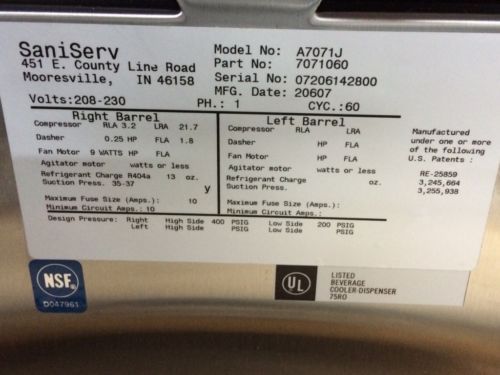 SaniServ
451 E. County Line Road
Mooresville, IN 46158
Model No: A7071J
Part No: 7071060
Serial No: 07206142800
MFG. Date: 20607
Volts:208-230 PH.: 1 CYC.:60
Right Barrel
Compressor RLA 3.2 LRA 21.7
Dasher 0.25 HP FLA 1.8
Fan Motor 9 WATTS HP FLA
Agitator motor watts or less
Refrigerant Charge R404a 13 oz.
Suction Press. 35-37 y
Maximum Fuse Size (Amps.) 10
Minimum Circuit Amps.: 10
Left Barrel
Compressor RLA LRA
Dasher HP FLA
Fan Motor HP FLA
Agitator motor watts or less
Refrigerant Charge oz.
Suction Press.
Maximum Fuse Size (Amps.):
Minimum Circuit Amps.:
Manufactured
under one or more
of the following
U.S. Patents :
RE-25859
3,245,664
3,255,938
Design Pressure: Right High Side 400 PSIG Low Side 200 PSIG
Left High Side PSIG Low Side PSIG
NSF.
D047961
UL
LISTED
BEVERAGE
COOLER-DISPENSER
75RO